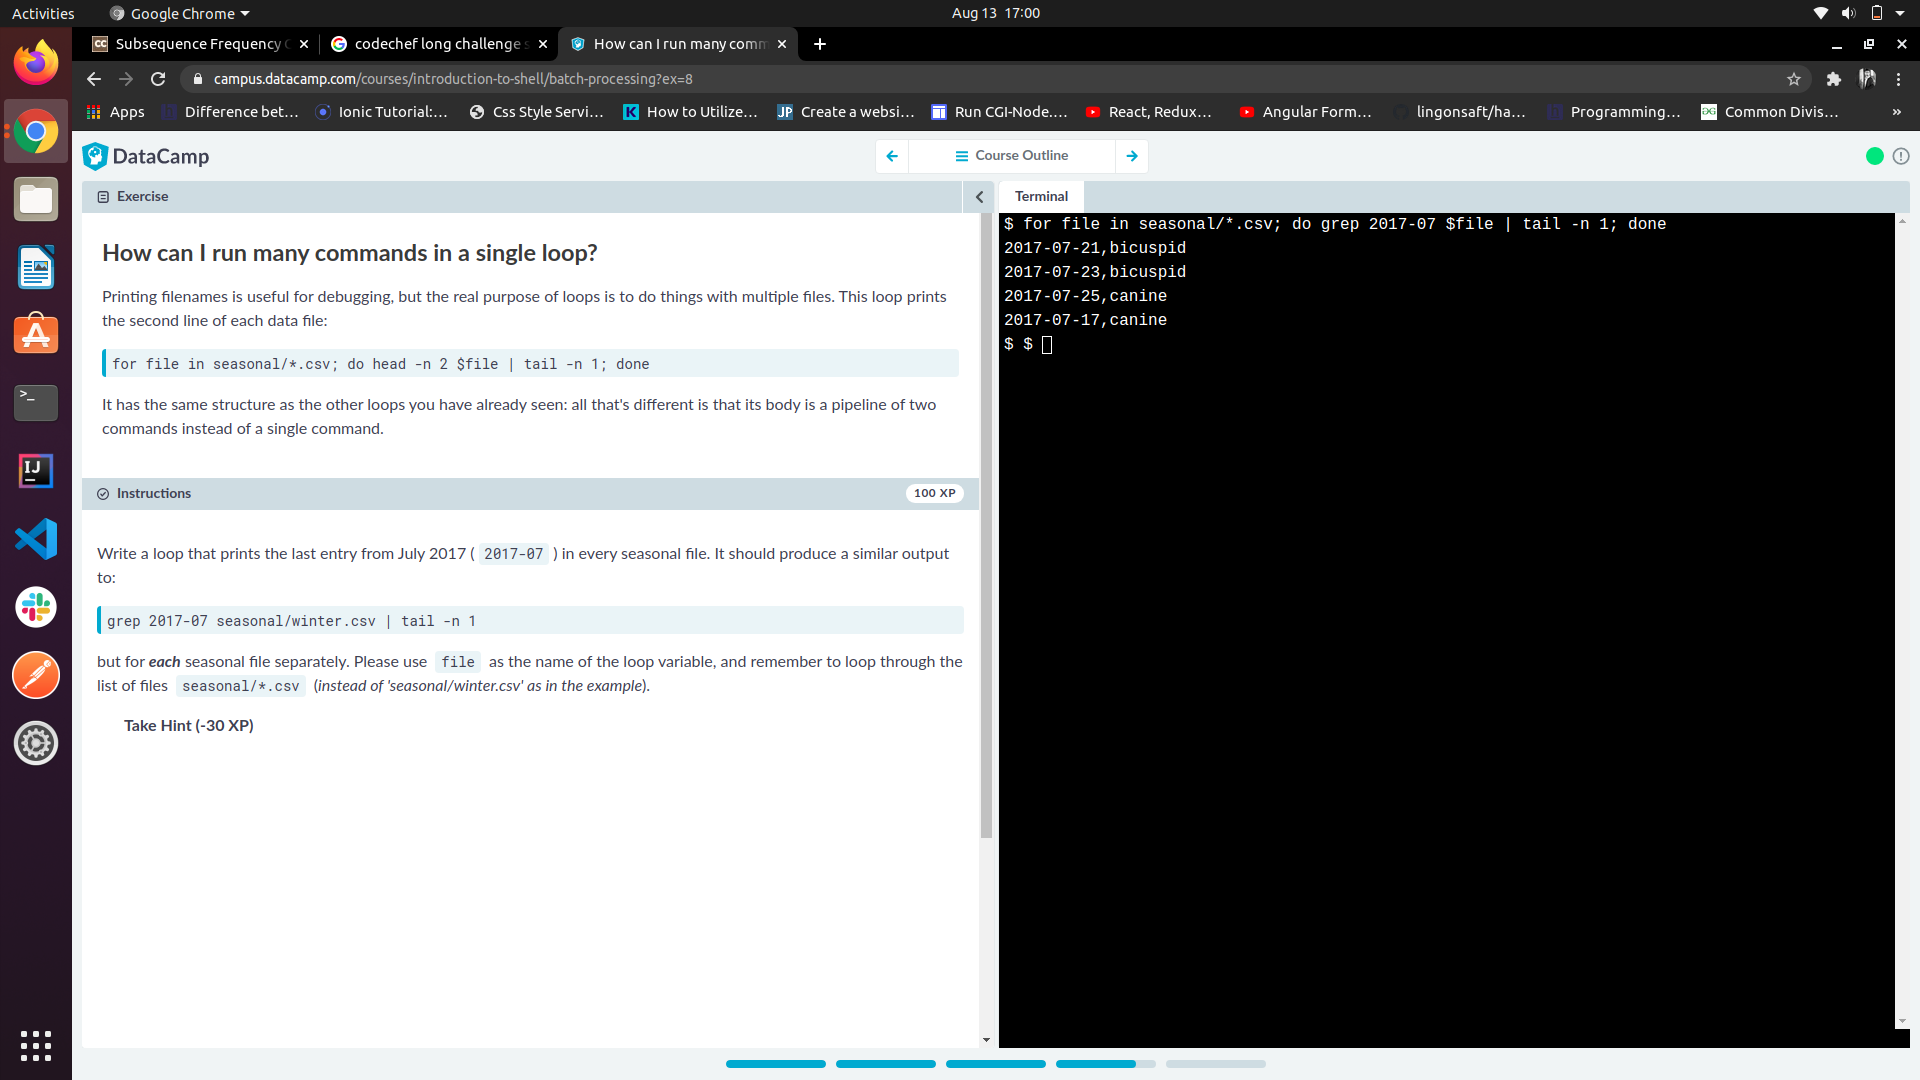 Activities
Google Chrome
Aug 13 17:00
Subsequence Frequency
codechef long challenge s
How can I run many comm
campus.datacamp.com/courses/introduction-to-shell/batch-processing?ex=8
Apps
Difference bet...
Ionic Tutorial:...
Css Style Servi...
How to Utilize...
JP Create a websi...
Run CGI-Node....
React, Redux...
Angular Form...
lingonsaft/ha...
Programming...
Common Divis...
»
DataCamp
Course Outline
Exercise
Terminal
How can I run many commands in a single loop?
Printing filenames is useful for debugging, but the real purpose of loops is to do things with multiple files. This loop prints
the second line of each data file:
for file in seasonal/*.csv; do head -n 2 $file | tail -n 1; done
It has the same structure as the other loops you have already seen: all that's different is that its body is a pipeline of two
commands instead of a single command.
Instructions
100 XP
Write a loop that prints the last entry from July 2017 ( 2017-07 ) in every seasonal file. It should produce a similar output
to:
grep 2017-07 seasonal/winter.csv | tail -n 1
but for each seasonal file separately. Please use file as the name of the loop variable, and remember to loop through the
list of files seasonal/*.csv (instead of 'seasonal/winter.csv' as in the example).
Take Hint (-30 XP)
$ for file in seasonal/*.csv; do grep 2017-07 $file | tail -n 1; done
2017-07-21,bicuspid
2017-07-23,bicuspid
2017-07-25,canine
2017-07-17,canine
$ $